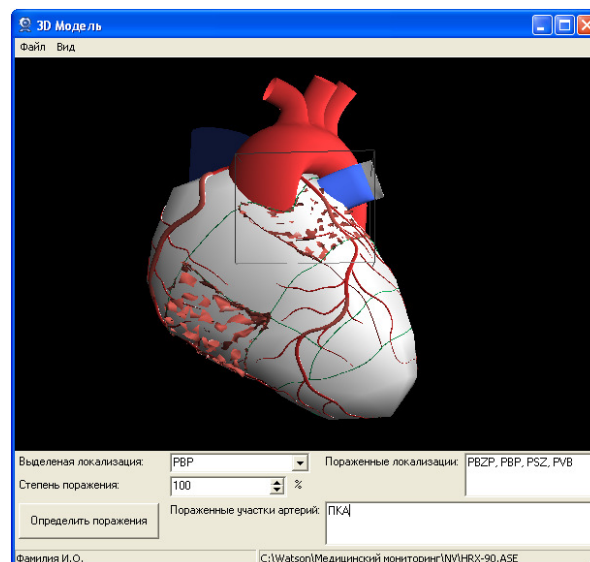 3D Модель
Файл Вид
Выделеная локализация: PBP Пораженные локализации: PBZP, PBP, PSZ, PVB
Степень поражения: 100 %
Определить поражения Пораженные участки артерий: ПКА
Фамилия И.О. C:\Watson\Медицинский мониторинг\NV\HRX-90.ASE